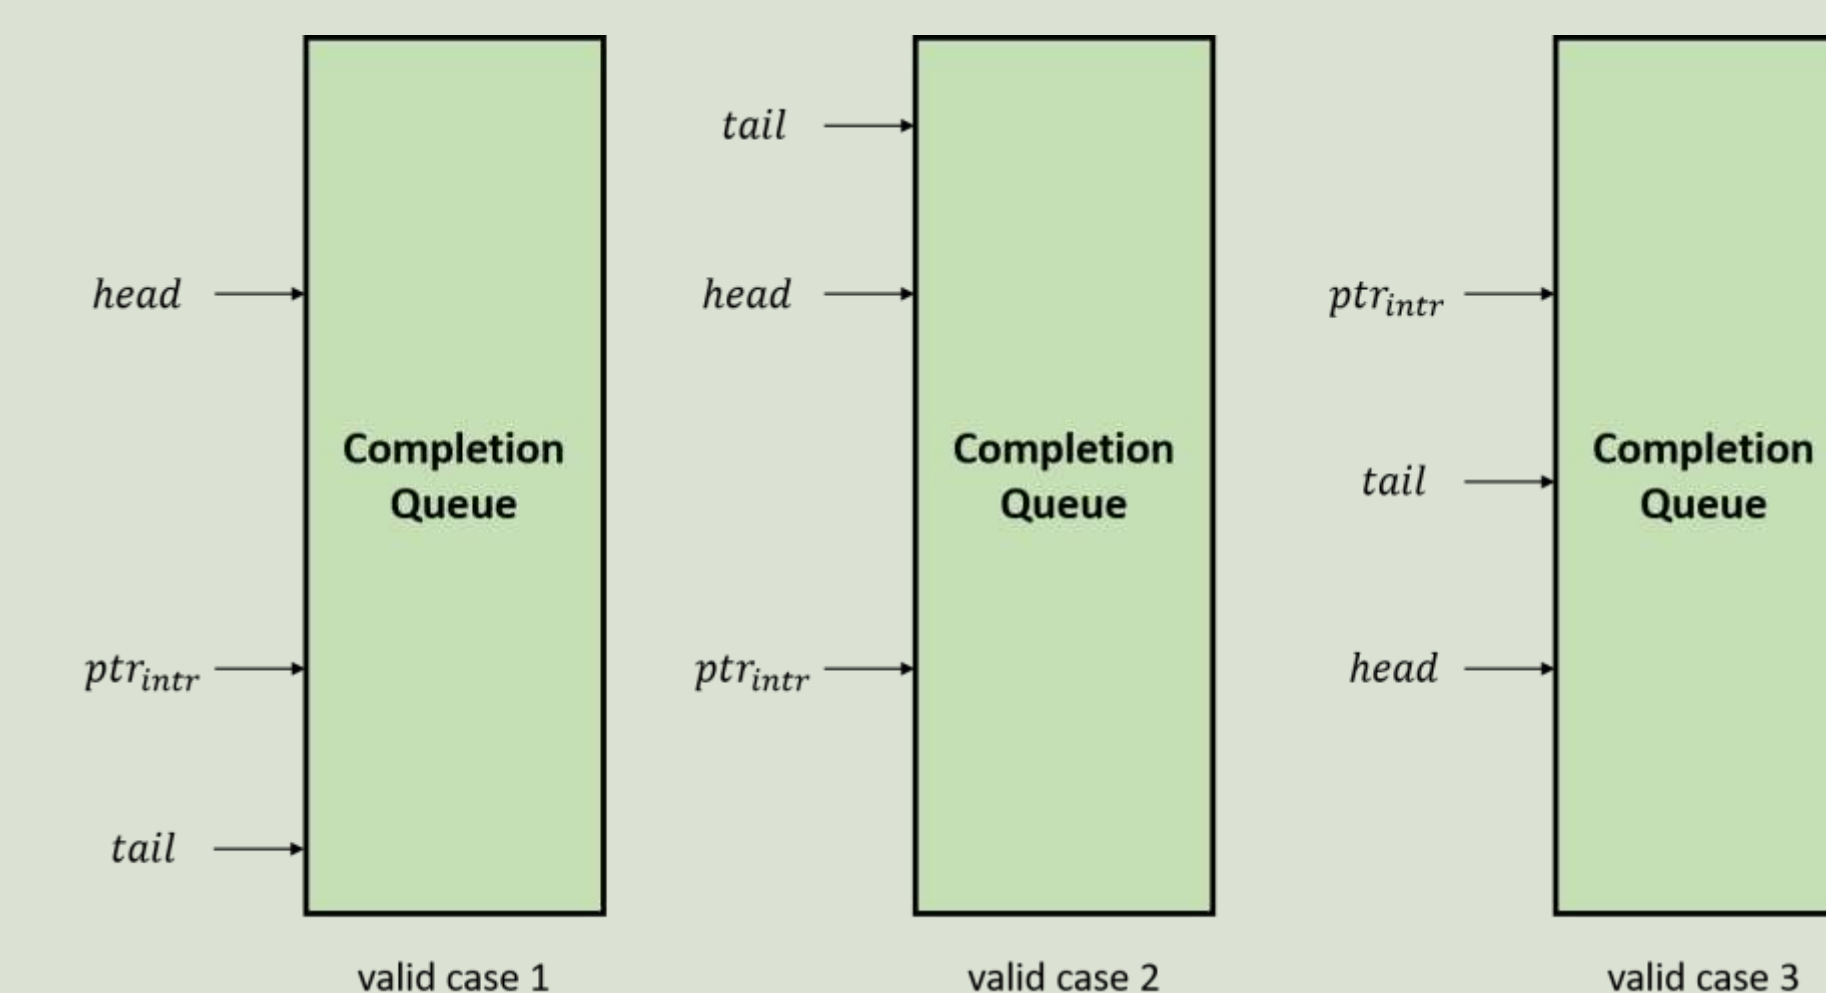 head
ptr_intr
tail
Completion
Queue
valid case 1
tail
head
ptr_intr
Completion
Queue
valid case 2
ptr_intr
tail
head
Completion
Queue
valid case 3